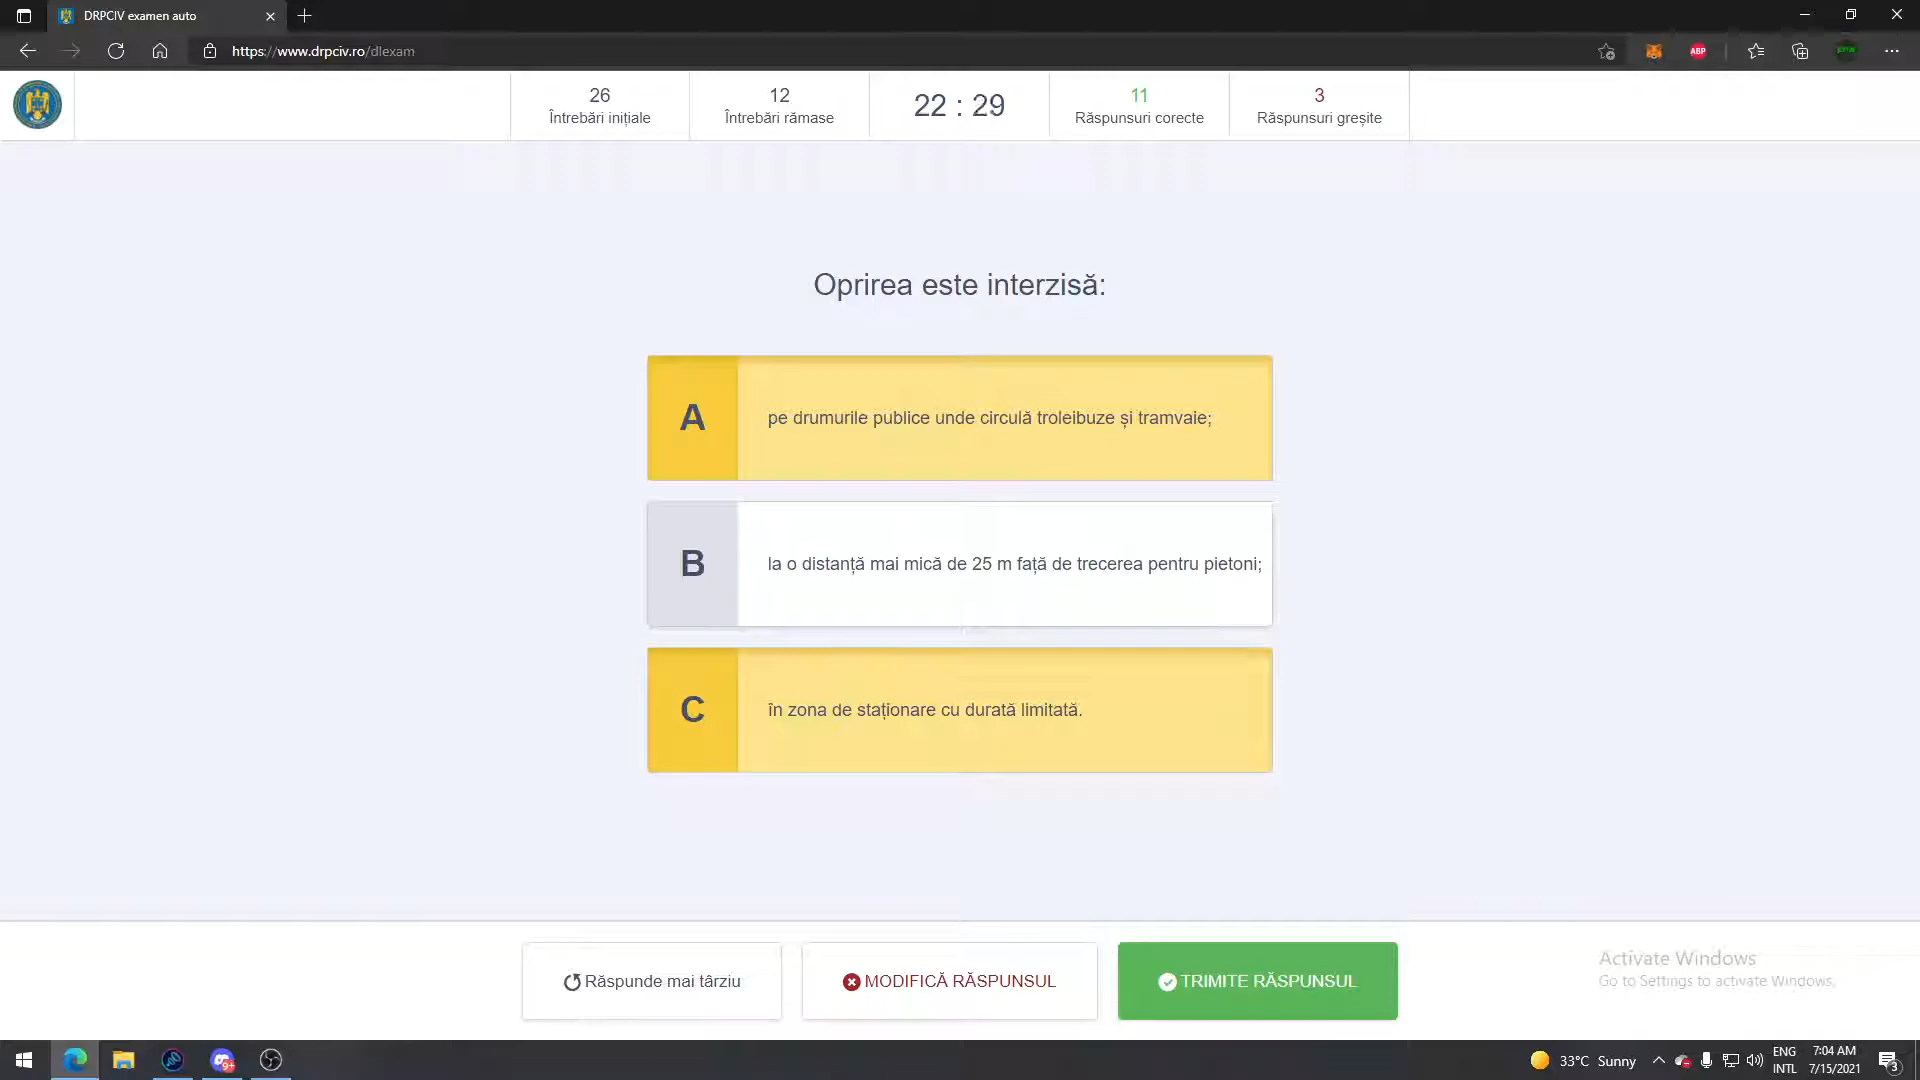 DRPCIV examen auto
https://www.drpciv.ro/dlexam
ABP
26
Întrebări inițiale
12
Întrebări rămase
22 : 29
11
Răspunsuri corecte
3
Răspunsuri greșite
Oprirea este interzisă:
A
pe drumurile publice unde circulă troleibuze și tramvaie;
B
la o distanță mai mică de 25 m față de trecerea pentru pietoni;
C
în zona de staționare cu durată limitată.
Răspunde mai târziu
MODIFICĂ RĂSPUNSUL
TRIMITE RĂSPUNSUL
Activate Windows
Go to Settings to activate Windows.
9+
33°C Sunny
ENG
INTL
7:04 AM
7/15/2021
3